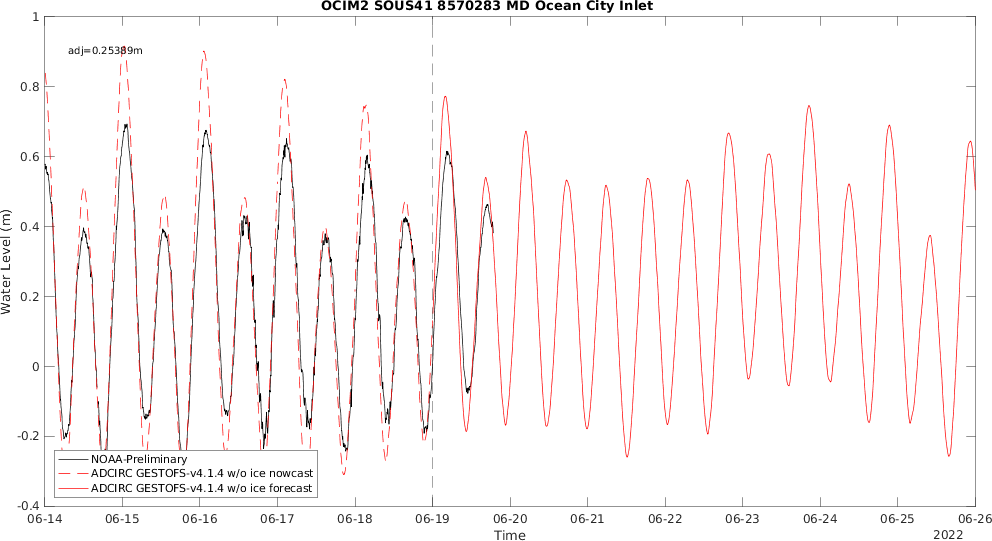 OCIM2 SOUS41 8570283 MD Ocean City Inlet
adj=0.25389m
Water Level (m)
1
0.8
0.6
0.4
0.2
0
-0.2
-0.4
NOAA-Preliminary
ADCIRC GESTOFS-v4.1.4 w/o ice nowcast
ADCIRC GESTOFS-v4.1.4 w/o ice forecast
06-14 06-15 06-16 06-17 06-18 06-19 06-20 06-21 06-22 06-23 06-24 06-25 06-26
Time
2022